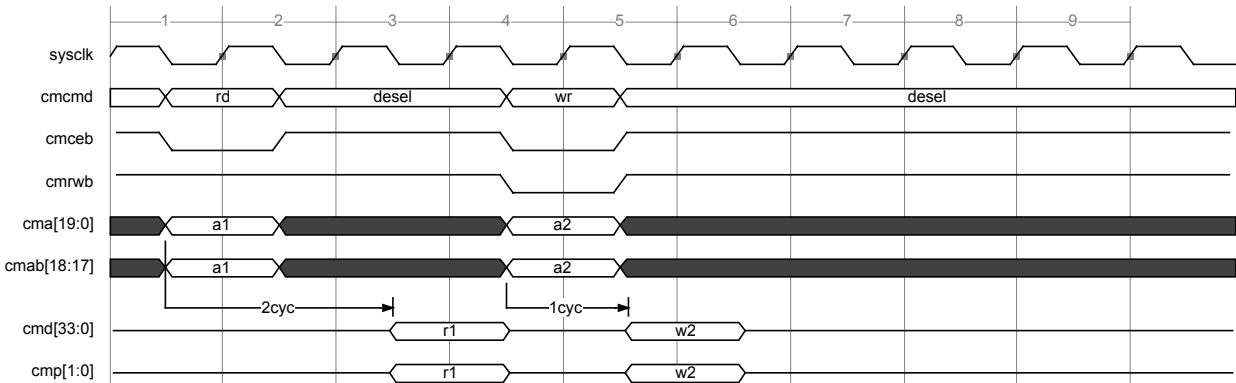 1 2 3 4 5 6 7 8 9
sysclk
cmcmd rd desel wr desel
cmceb
cmrwb
cma[19:0] a1 a2
cmab[18:17] a1 a2
2cyc 1cyc
cmd[33:0] r1 w2
cmp[1:0] r1 w2